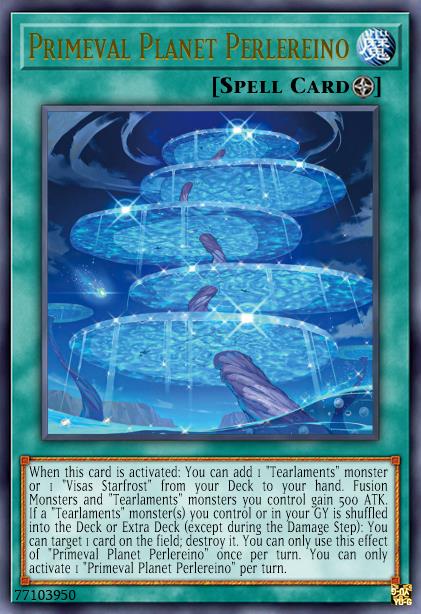 PRIMEVAL PLANET PERLEREINO
魔
[SPELL CARD]
When this card is activated: You can add 1 "Tearlaments" monster
or 1 "Visas Starfrost" from your Deck to your hand. Fusion
Monsters and "Tearlaments" monsters you control gain 500 ATK.
If a "Tearlaments" monster(s) you control or in your GY is shuffled
into the Deck or Extra Deck (except during the Damage Step): You
can target 1 card on the field; destroy it. You can only use this effect
of "Primeval Planet Perlereino" once per turn. You can only
activate 1 "Primeval Planet Perlereino" per turn.
77103950